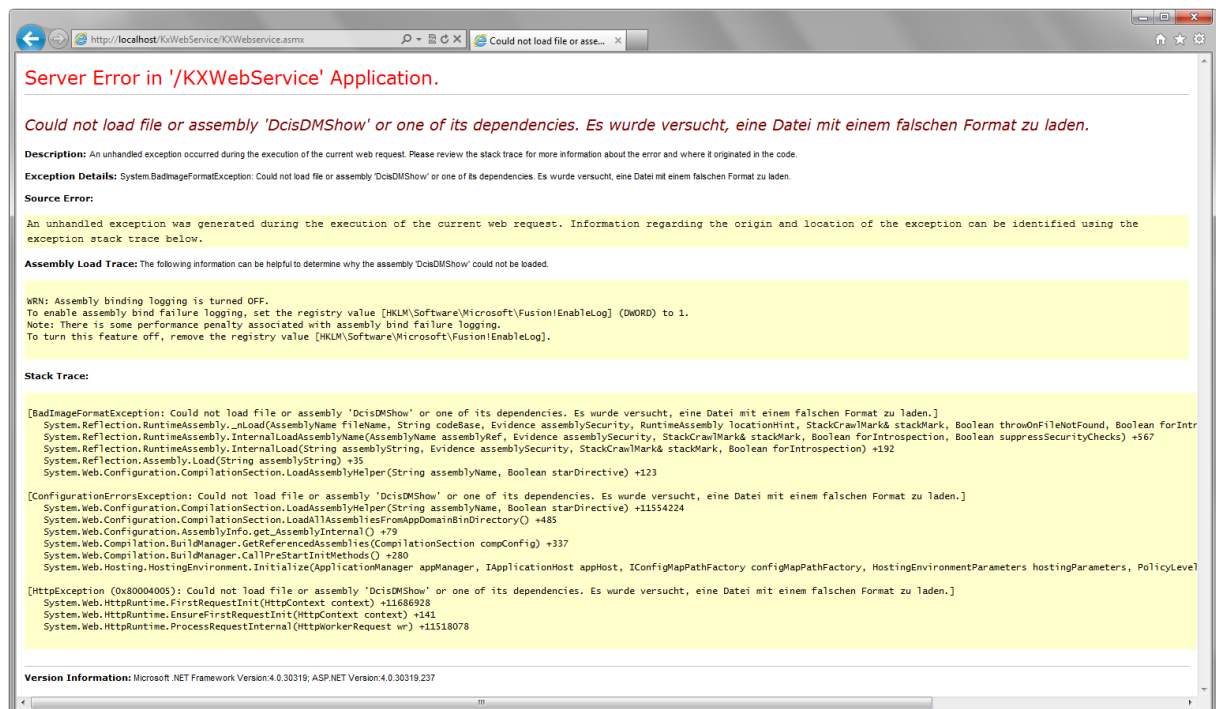 http://localhost/KxWebService/KXWebservice.asmx
Could not load file or asse...
Server Error in '/KXWebService' Application.
Could not load file or assembly 'DcisDMShow' or one of its dependencies. Es wurde versucht, eine Datei mit einem falschen Format zu laden.
Description: An unhandled exception occurred during the execution of the current web request. Please review the stack trace for more information about the error and where it originated in the code.
Exception Details: System.BadImageFormatException: Could not load file or assembly 'DcisDMShow' or one of its dependencies. Es wurde versucht, eine Datei mit einem falschen Format zu laden.
Source Error:
An unhandled exception was generated during the execution of the current web request. Information regarding the origin and location of the exception can be identified using the
exception stack trace below.
Assembly Load Trace: The following information can be helpful to determine why the assembly 'DcisDMShow' could not be loaded.
WRN: Assembly binding logging is turned OFF.
To enable assembly bind failure logging, set the registry value [HKLM\Software\Microsoft\Fusion!EnableLog] (DWORD) to 1.
Note: There is some performance penalty associated with assembly bind failure logging.
To turn this feature off, remove the registry value [HKLM\Software\Microsoft\Fusion!EnableLog].
Stack Trace:
[BadImageFormatException: Could not load file or assembly 'DcisDMShow' or one of its dependencies. Es wurde versucht, eine Datei mit einem falschen Format zu laden.]
System.Reflection.RuntimeAssembly._nLoad(AssemblyName fileName, String codeBase, Evidence assemblySecurity, RuntimeAssembly locationHint, StackCrawlMark& stackMark, Boolean throwOnFileNotFound, Boolean forIntr
System.Reflection.RuntimeAssembly.InternalLoadAssemblyName(AssemblyName assemblyRef, Evidence assemblySecurity, StackCrawlMark& stackMark, Boolean forIntrospection, Boolean suppressSecurityChecks) +567
System.Reflection.RuntimeAssembly.InternalLoad(String assemblyString, Evidence assemblySecurity, StackCrawlMark& stackMark, Boolean forIntrospection) +192
System.Reflection.Assembly.Load(String assemblyString) +35
System.Web.Configuration.CompilationSection.LoadAssemblyHelper(String assemblyName, Boolean starDirective) +123
[ConfigurationErrorsException: Could not load file or assembly 'DcisDMShow' or one of its dependencies. Es wurde versucht, eine Datei mit einem falschen Format zu laden.]
System.Web.Configuration.CompilationSection.LoadAssemblyHelper(String assemblyName, Boolean starDirective) +11554224
System.Web.Configuration.CompilationSection.LoadAllAssembliesFromAppDomainBinDirectory() +485
System.Web.Configuration.AssemblyInfo.get_AssemblyInternal() +79
System.Web.Compilation.BuildManager.GetReferencedAssemblies(CompilationSection compConfig) +337
System.Web.Compilation.BuildManager.CallPreStartInitMethods() +280
System.Web.Hosting.HostingEnvironment.Initialize(ApplicationManager appManager, IApplicationHost appHost, IConfigMapPathFactory configMapPathFactory, HostingEnvironmentParameters hostingParameters, PolicyLevel
[HttpException (0x80004005): Could not load file or assembly 'DcisDMShow' or one of its dependencies. Es wurde versucht, eine Datei mit einem falschen Format zu laden.]
System.Web.HttpRuntime.FirstRequestInit(HttpContext context) +11686928
System.Web.HttpRuntime.EnsureFirstRequestInit(HttpContext context) +141
System.Web.HttpRuntime.ProcessRequestInternal(HttpWorkerRequest wr) +11518078
Version Information: Microsoft .NET Framework Version:4.0.30319; ASP.NET Version:4.0.30319.237